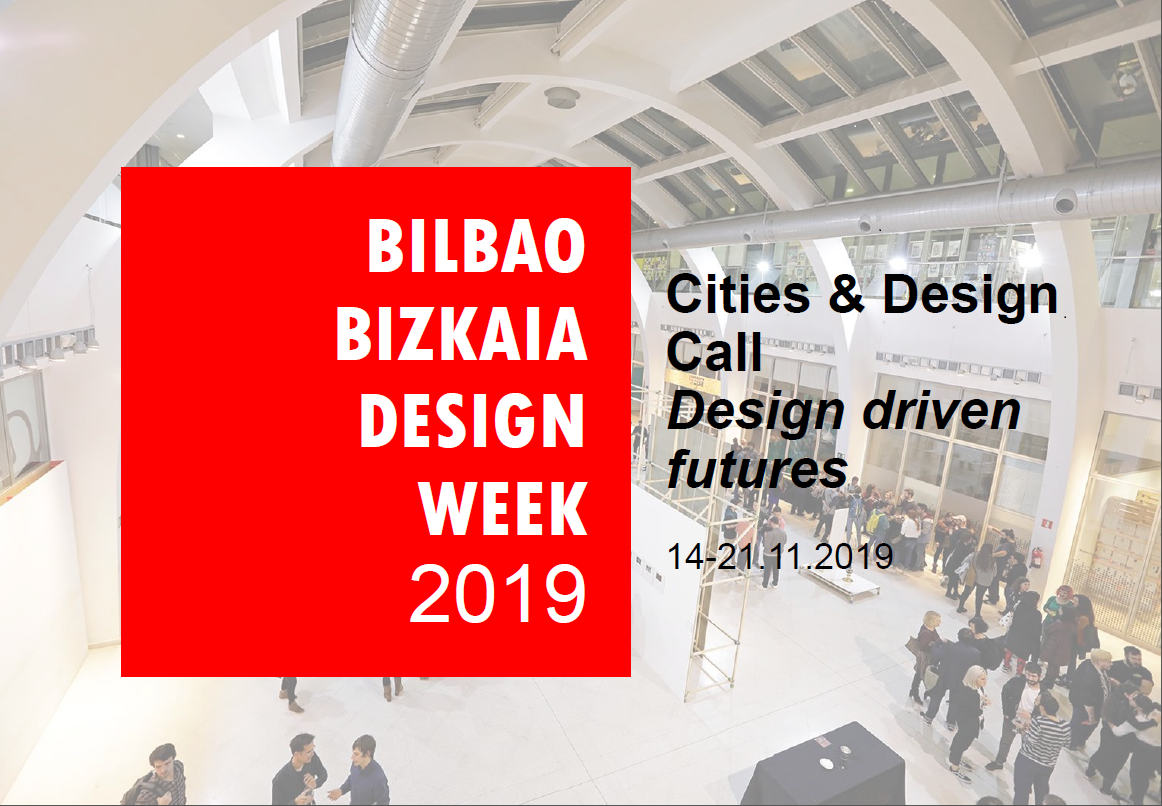 BILBAO
BIZKAIA
DESIGN
WEEK
2019
Cities & Design
Call
Design driven
futures
14-21.11.2019